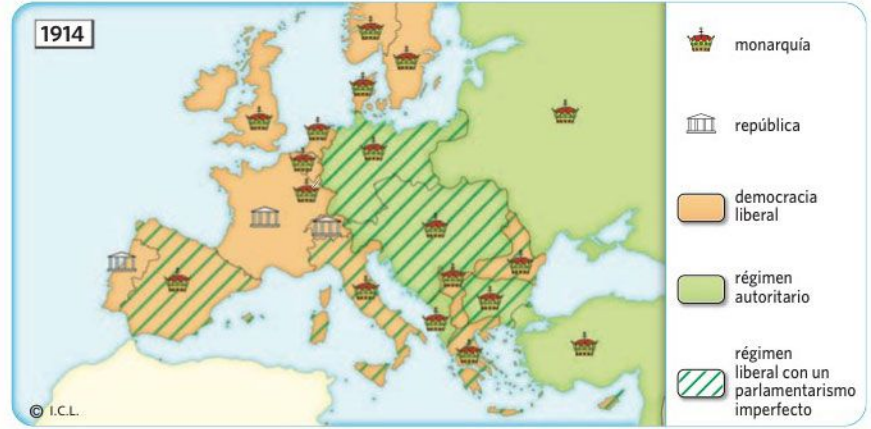 1914
monarquía
república
democracia
liberal
régimen
autoritario
régimen
liberal con un
parlamentarismo
imperfecto
© I.C.L.